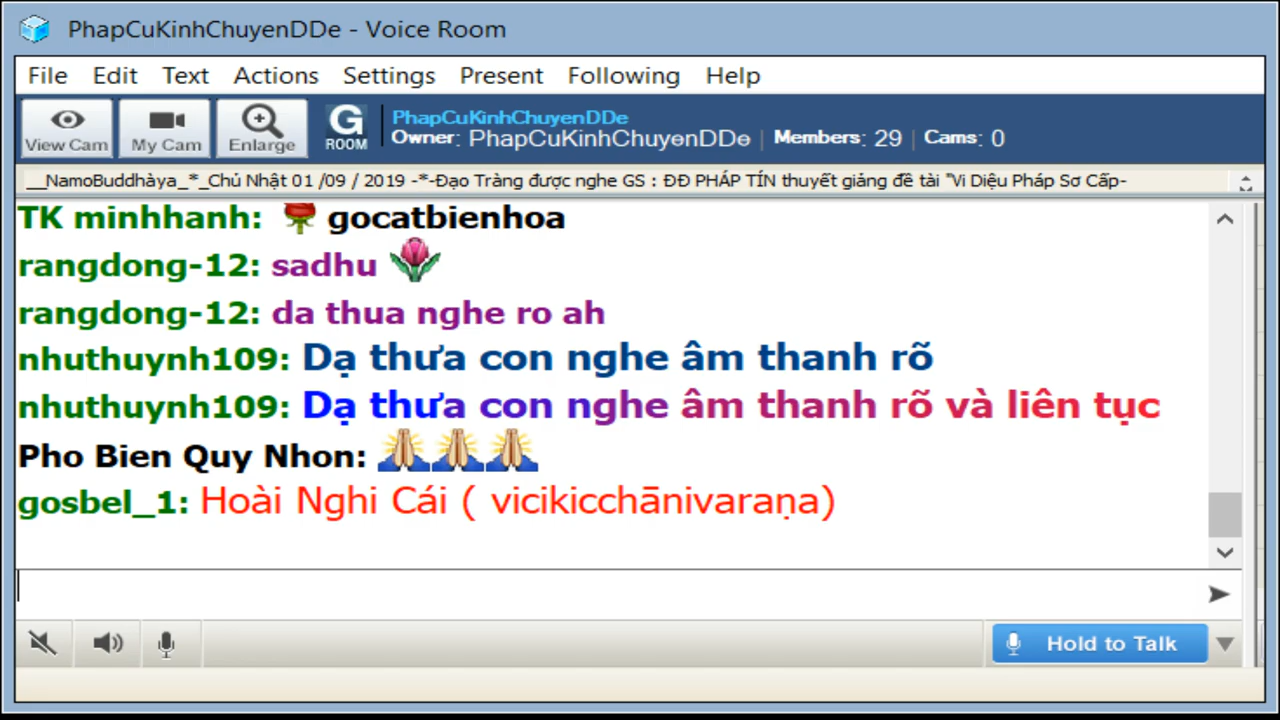 PhapCuKinhChuyenDDe - Voice Room
File Edit Text Actions Settings Present Following Help
View Cam My Cam Enlarge G ROOM
PhapCuKinhChuyenDDe
Owner: PhapCuKinhChuyenDDe | Members: 29 | Cams: 0
__NamoBuddhàya_*_Chủ Nhật 01 /09 / 2019 -*-Đạo Tràng được nghe GS : ĐĐ PHÁP TÍN thuyết giảng đề tài "Vi Diệu Pháp Sơ Cấp-
TK minhhanh: gocatbienhoa
rangdong-12: sadhu
rangdong-12: da thua nghe ro ah
nhuthuynh109: Dạ thưa con nghe âm thanh rõ
nhuthuynh109: Dạ thưa con nghe âm thanh rõ và liên tục
Pho Bien Quy Nhon:
gosbel_1: Hoài Nghi Cái ( vicikicchānivaraṇa)
Hold to Talk